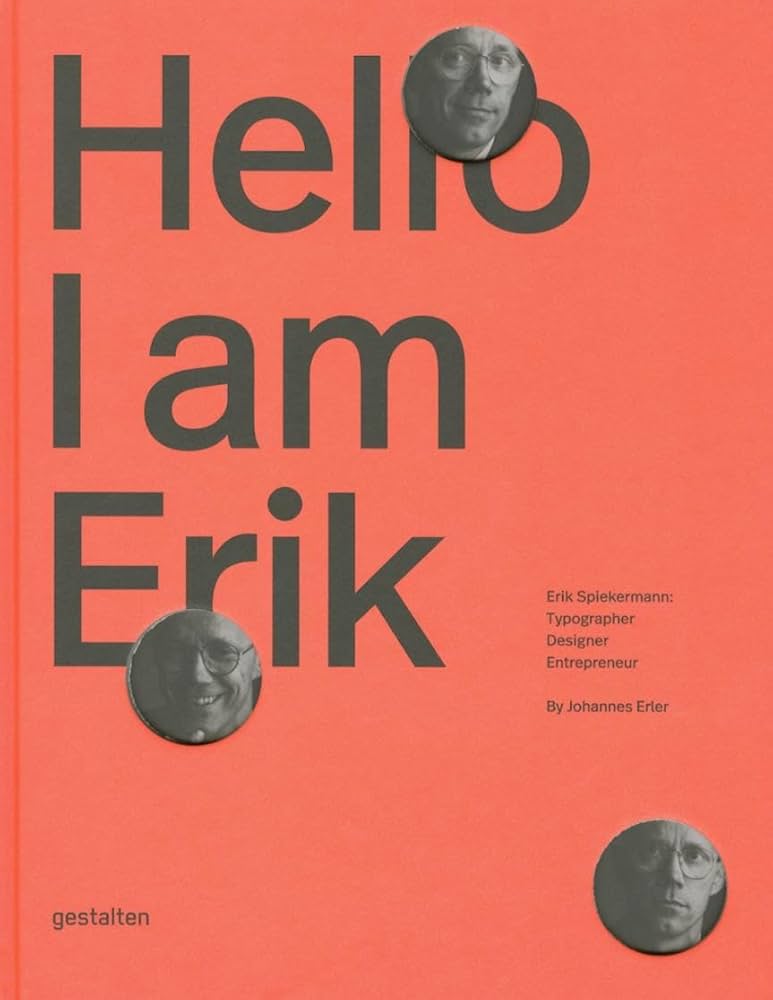 Hello
I am
Erik
Erik Spiekermann:
Typographer
Designer
Entrepreneur
By Johannes Erler
gestalten